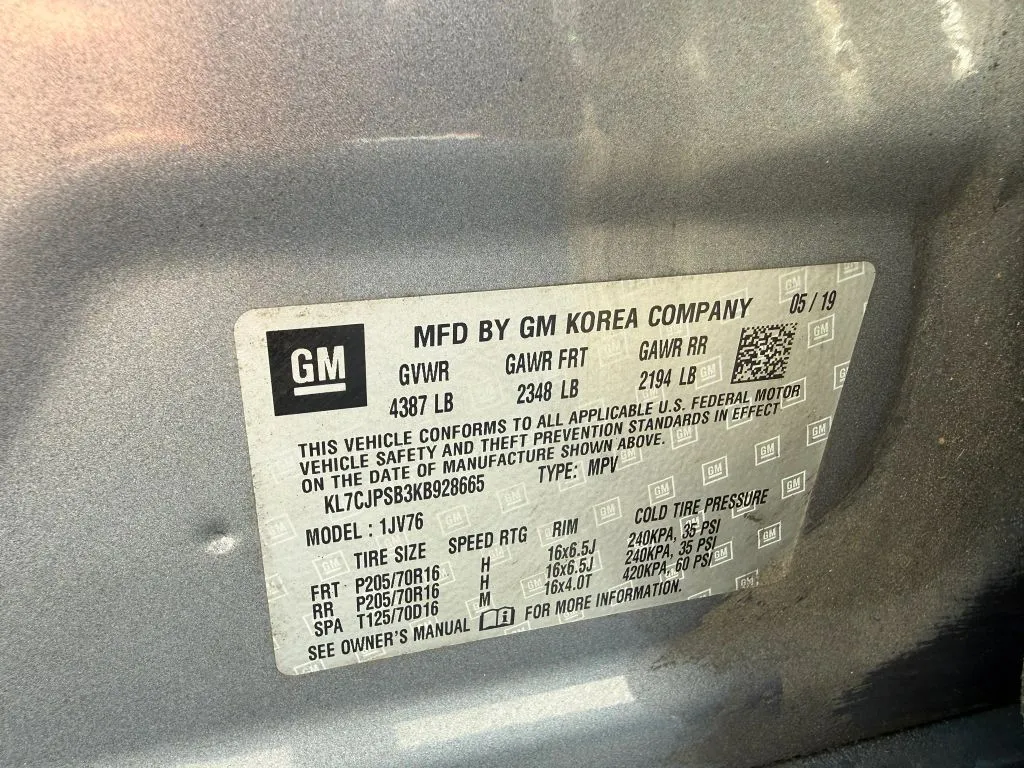 GM
MFD BY GM KOREA COMPANY 05 / 19
GVWR GAWR FRT GAWR RR
4387 LB 2348 LB 2194 LB
THIS VEHICLE CONFORMS TO ALL APPLICABLE U.S. FEDERAL MOTOR
VEHICLE SAFETY AND THEFT PREVENTION STANDARDS IN EFFECT
ON THE DATE OF MANUFACTURE SHOWN ABOVE.
KL7CJPSB3KB928665 TYPE: MPV
MODEL : 1JV76
TIRE SIZE SPEED RTG RIM COLD TIRE PRESSURE
FRT P205/70R16 H 16x6.5J 240KPA, 35 PSI
RR P205/70R16 H 16x6.5J 240KPA, 35 PSI
SPA T125/70D16 M 16x4.0T 420KPA, 60 PSI
SEE OWNER'S MANUAL FOR MORE INFORMATION.